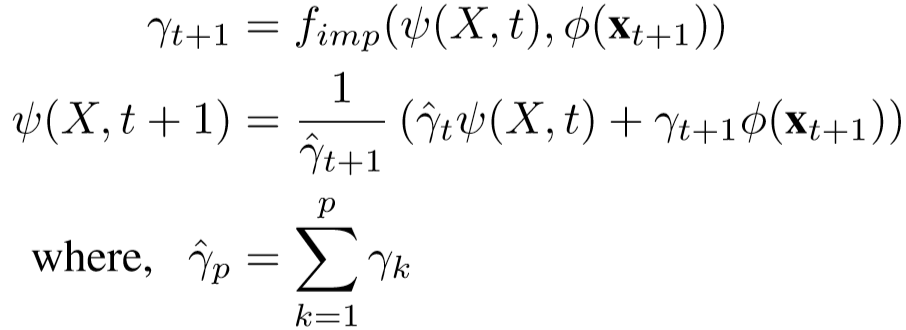 γ_{t+1} = f_{imp}(ψ(X, t), ϕ(𝐱_{t+1}))
ψ(X, t + 1) = \frac{1}{\hat{γ}_{t+1}} (\hat{γ}_t ψ(X, t) + γ_{t+1} ϕ(𝐱_{t+1}))
where, \hat{γ}_p = \sum_{k=1}^{p} γ_k